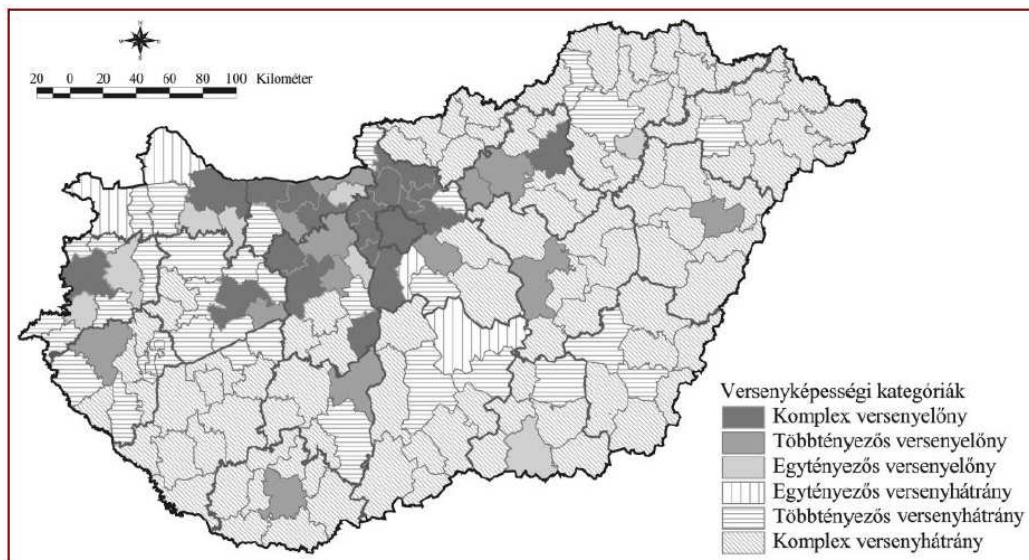 20 0 20 40 60 80 100 Kilométer
Versenyképességi kategóriák
Komplex versenyelőny
Többtényezős versenyelőny
Egytényezős versenyelőny
Egytényezős versenyhátrány
Többtényezős versenyhátrány
Komplex versenyhátrány